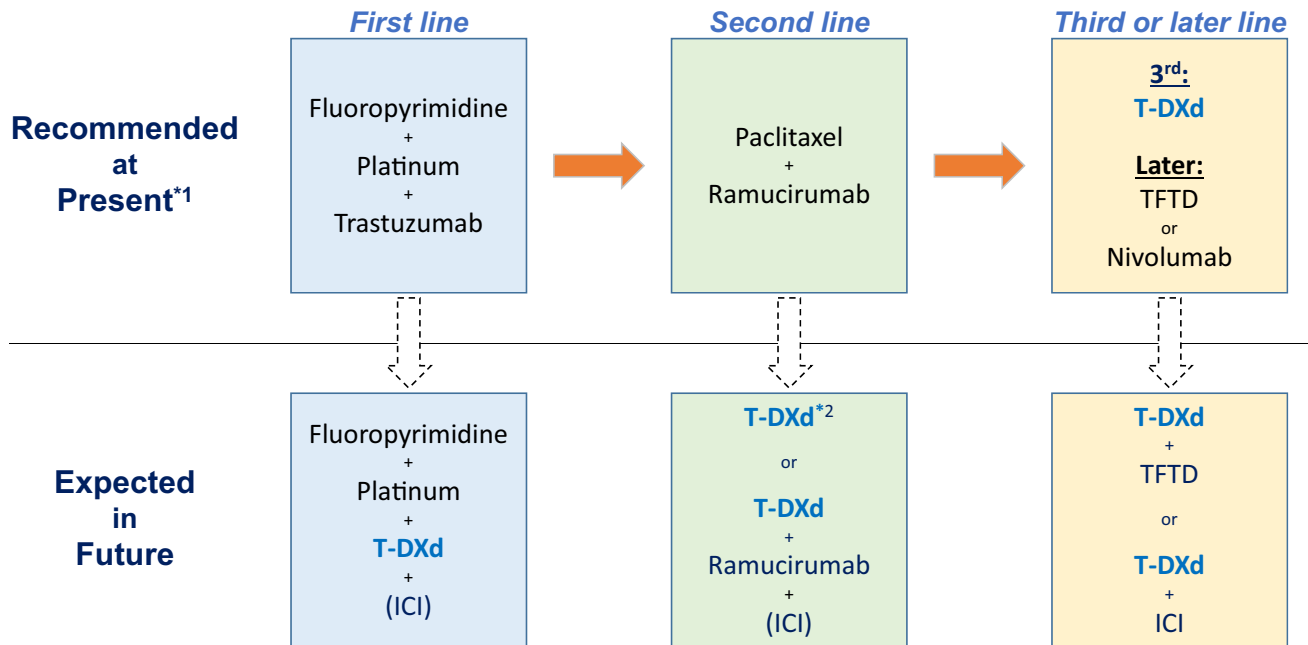 First line
Second line
Third or later line
Recommended
at
Present*1
Fluoropyrimidine
+
Platinum
+
Trastuzumab
Paclitaxel
+
Ramucirumab
3rd:
T-DXd
Later:
TFTD
or
Nivolumab
Expected
in
Future
Fluoropyrimidine
+
Platinum
+
T-DXd
+
(ICI)
T-DXd*2
or
T-DXd
+
Ramucirumab
+
(ICI)
T-DXd
+
TFTD
or
T-DXd
+
ICI